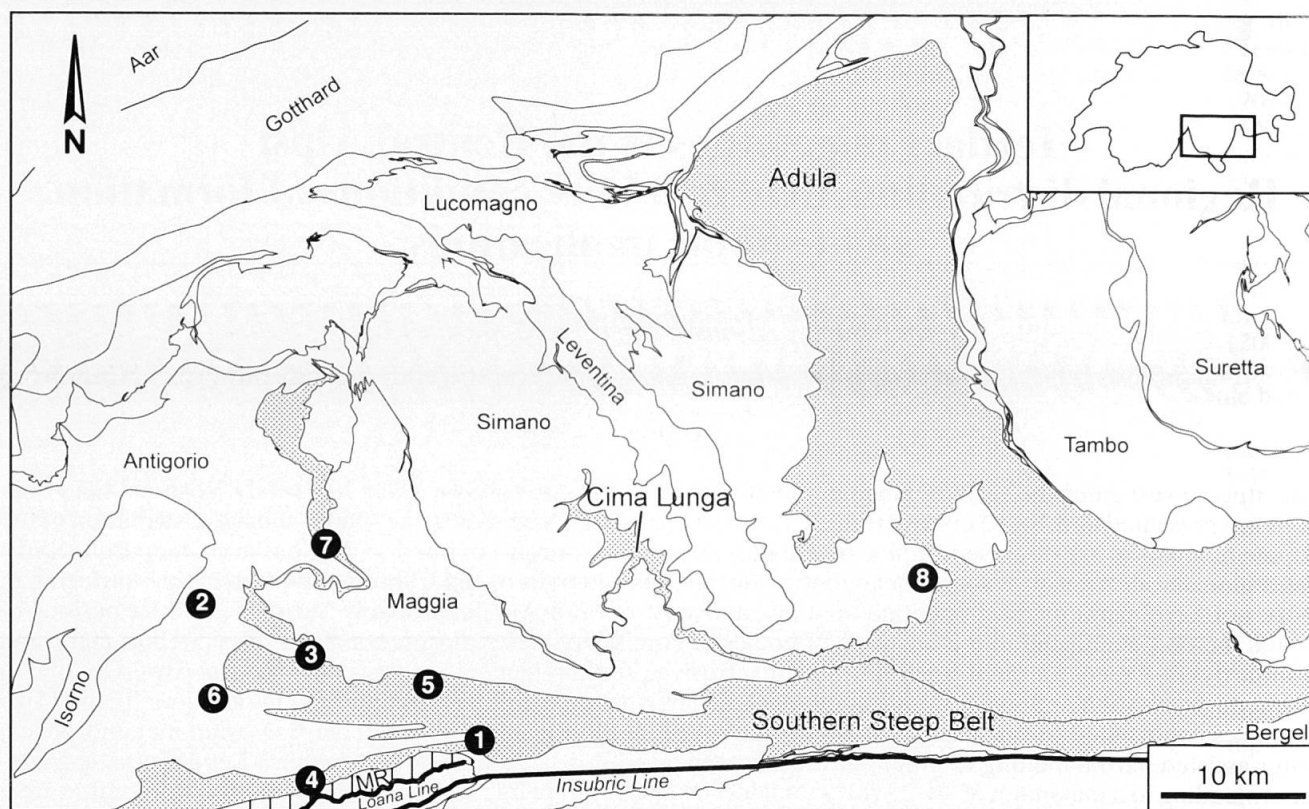 Aar
Gotthard
N
Lucomagno
Adula
Leventina
Simano
Simano
Suretta
Tambo
Antigorio
Cima Lunga
7
8
2
Maggia
3
5
6
Isorno
1
Southern Steep Belt
Bergel
4
MR
Loana Line
Insubric Line
10 km